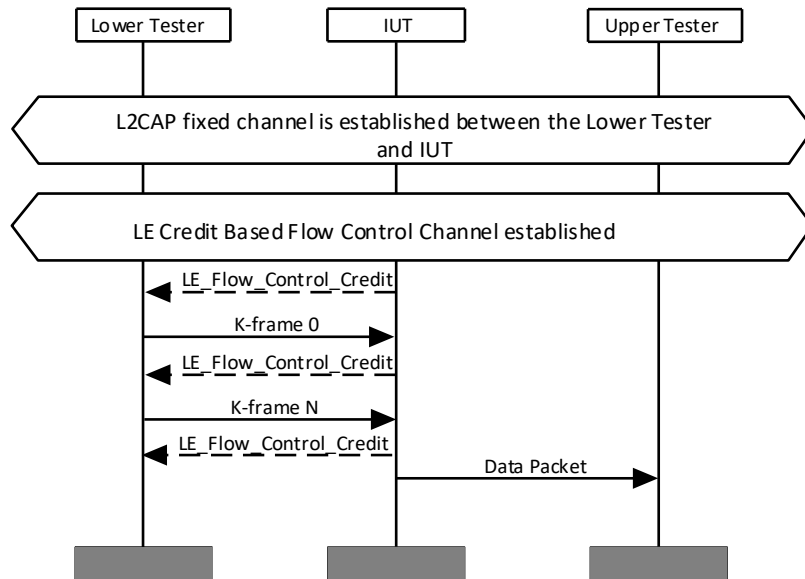 Lower Tester
IUT
Upper Tester
L2CAP fixed channel is established between the Lower Tester
and IUT
LE Credit Based Flow Control Channel established
LE_Flow_Control_Credit
K-frame 0
LE_Flow_Control_Credit
K-frame N
LE_Flow_Control_Credit
Data Packet